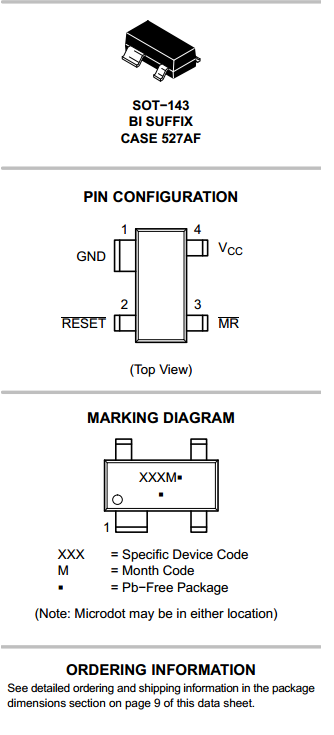 SOT−143
BI SUFFIX
CASE 527AF
PIN CONFIGURATION
1 4
GND VCC
2 3
RESET MR
(Top View)
MARKING DIAGRAM
XXXM▪
▪
1
XXX = Specific Device Code
M = Month Code
▪ = Pb−Free Package
(Note: Microdot may be in either location)
ORDERING INFORMATION
See detailed ordering and shipping information in the package
dimensions section on page 9 of this data sheet.